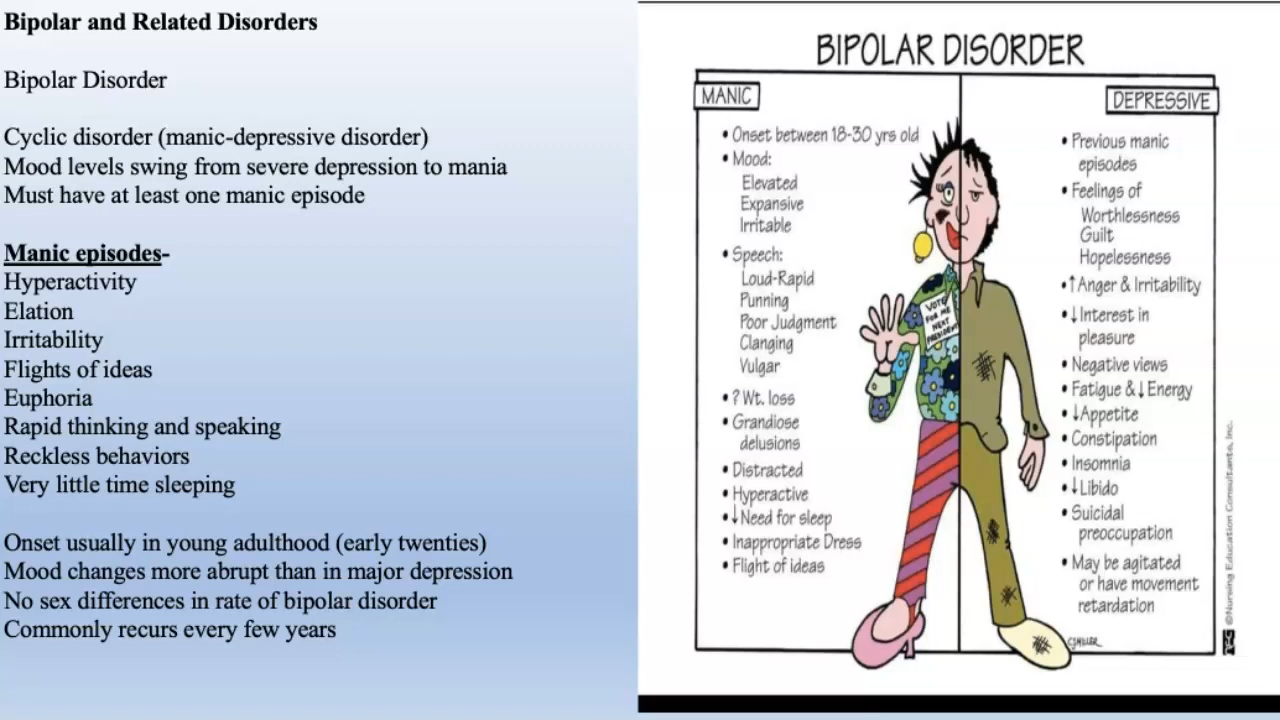 Bipolar and Related Disorders
Bipolar Disorder
Cyclic disorder (manic-depressive disorder)
Mood levels swing from severe depression to mania
Must have at least one manic episode
Manic episodes-
Hyperactivity
Elation
Irritability
Flights of ideas
Euphoria
Rapid thinking and speaking
Reckless behaviors
Very little time sleeping
Onset usually in young adulthood (early twenties)
Mood changes more abrupt than in major depression
No sex differences in rate of bipolar disorder
Commonly recurs every few years
BIPOLAR DISORDER
MANIC
• Onset between 18-30 yrs old
• Mood:
Elevated
Expansive
Irritable
• Speech:
Loud-Rapid
Punning
Poor Judgment
Clanging
Vulgar
• ? Wt. loss
• Grandiose
delusions
• Distracted
• Hyperactive
• ↓ Need for sleep
• Inappropriate Dress
• Flight of ideas
VOTE
FOR ME
NEXT
PRESIDENT
DEPRESSIVE
• Previous manic
episodes
• Feelings of
Worthlessness
Guilt
Hopelessness
• ↑ Anger & Irritability
• ↓ Interest in
pleasure
• Negative views
• Fatigue & ↓ Energy
• ↓ Appetite
• Constipation
• Insomnia
• ↓ Libido
• Suicidal
preoccupation
• May be agitated
or have movement
retardation
CJMILLER
©Nursing Education Consultants, Inc.